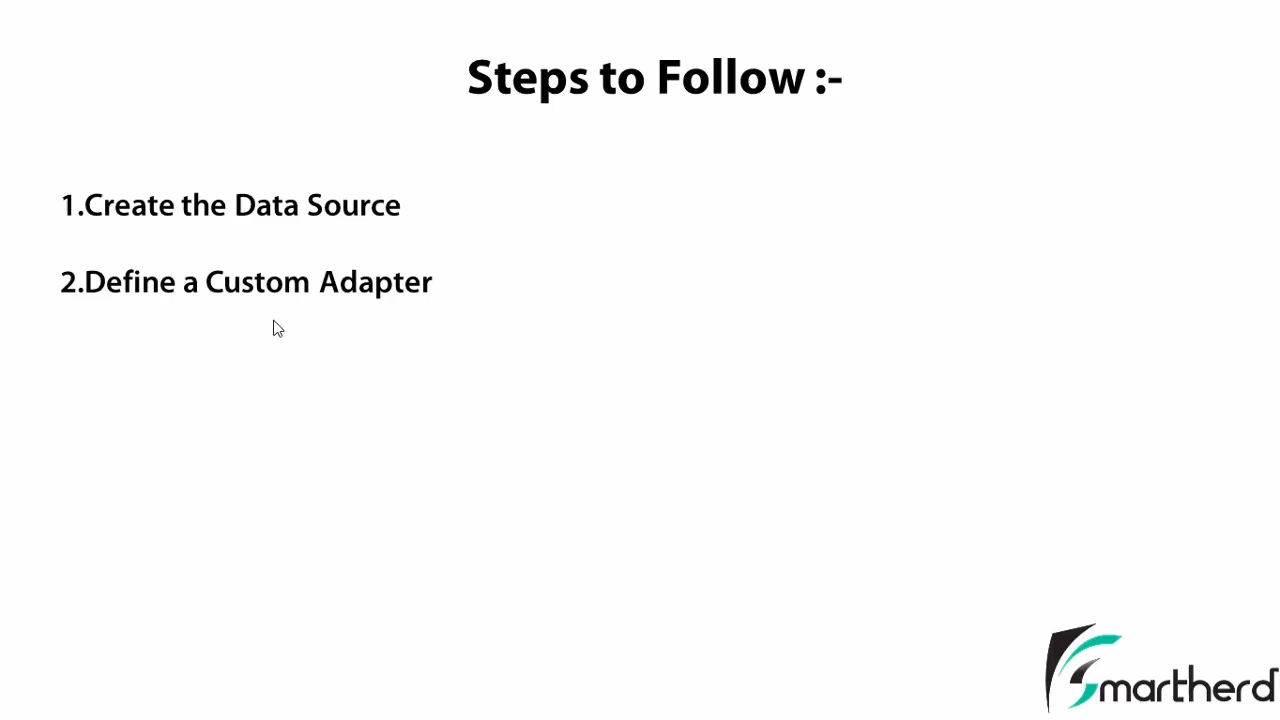 Steps to Follow :-
1.Create the Data Source
2.Define a Custom Adapter
Smartherd